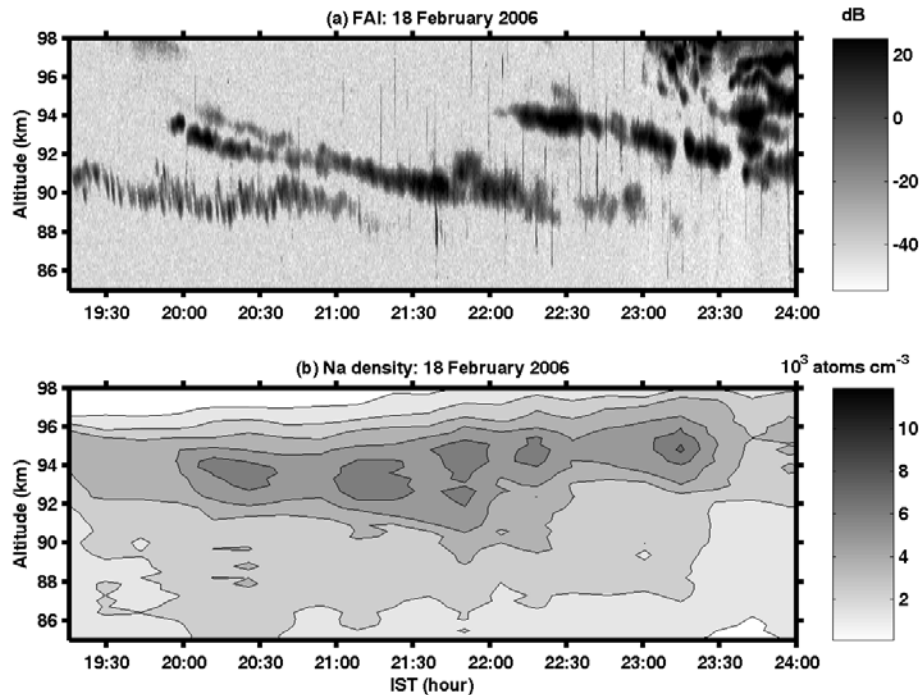 (a) FAI: 18 February 2006
dB
98
96
94
92
90
88
86
Altitude (km)
20
0
-20
-40
19:30 20:00 20:30 21:00 21:30 22:00 22:30 23:00 23:30 24:00
(b) Na density: 18 February 2006
10³ atoms cm⁻³
98
96
94
92
90
88
86
Altitude (km)
10
8
6
4
2
19:30 20:00 20:30 21:00 21:30 22:00 22:30 23:00 23:30 24:00
IST (hour)